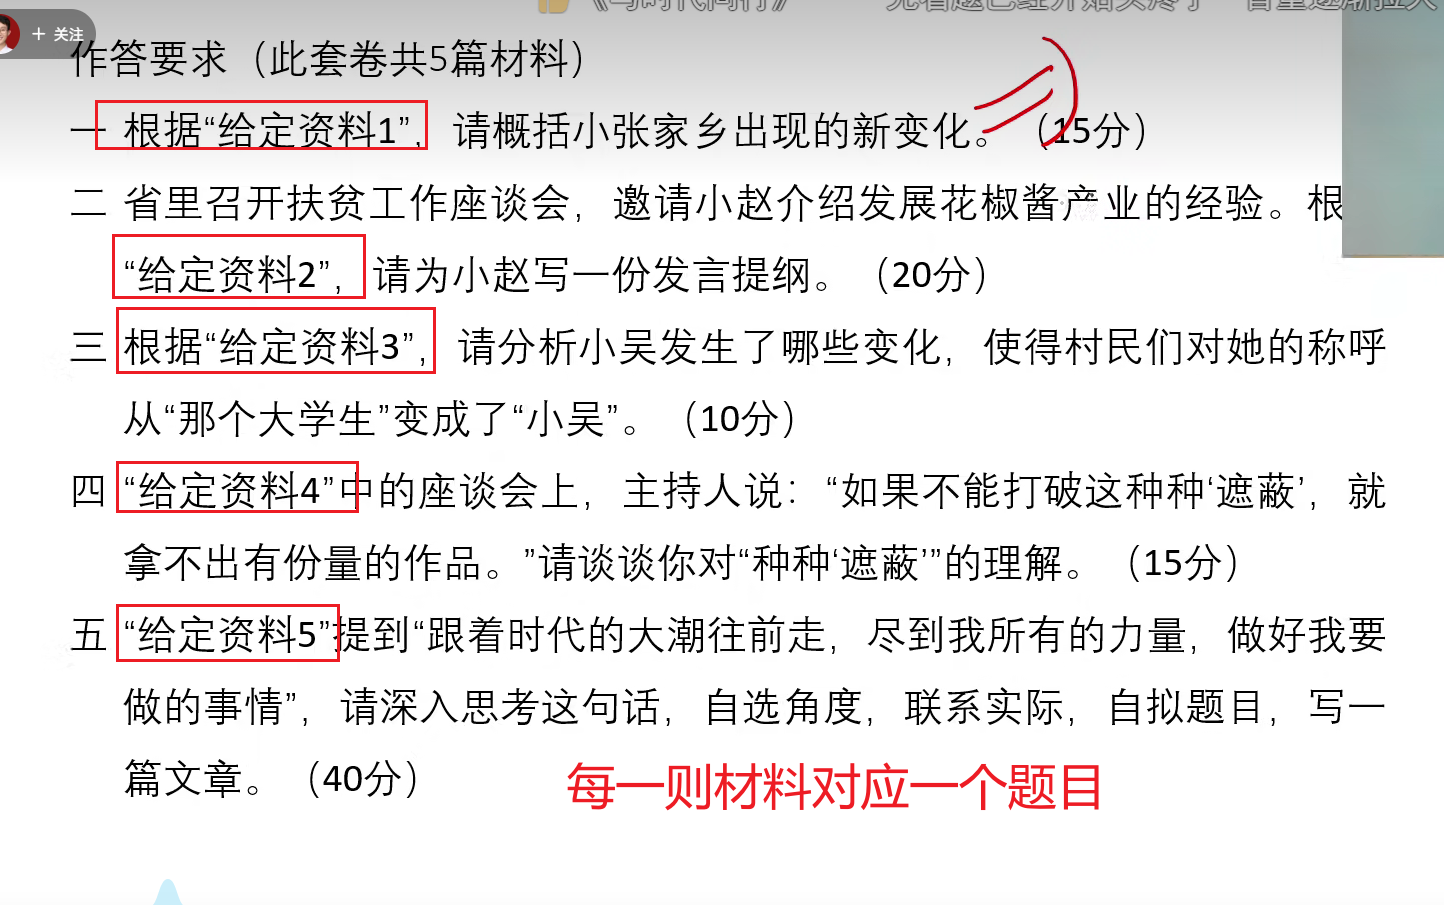 + 关注
作答要求（此套卷共5篇材料）
一 根据“给定资料1”，请概括小张家乡出现的新变化。（15分）
二 省里召开扶贫工作座谈会，邀请小赵介绍发展花椒酱产业的经验。根
“给定资料2”，请为小赵写一份发言提纲。（20分）
三 根据“给定资料3”，请分析小吴发生了哪些变化，使得村民们对她的称呼
从“那个大学生”变成了“小吴”。（10分）
四 “给定资料4”中的座谈会上，主持人说：“如果不能打破这种种‘遮蔽’，就
拿不出有份量的作品。”请谈谈你对“种种‘遮蔽’”的理解。（15分）
五 “给定资料5”提到“跟着时代的大潮往前走，尽到我所有的力量，做好我要
做的事情”，请深入思考这句话，自选角度，联系实际，自拟题目，写一
篇文章。（40分）
每一则材料对应一个题目